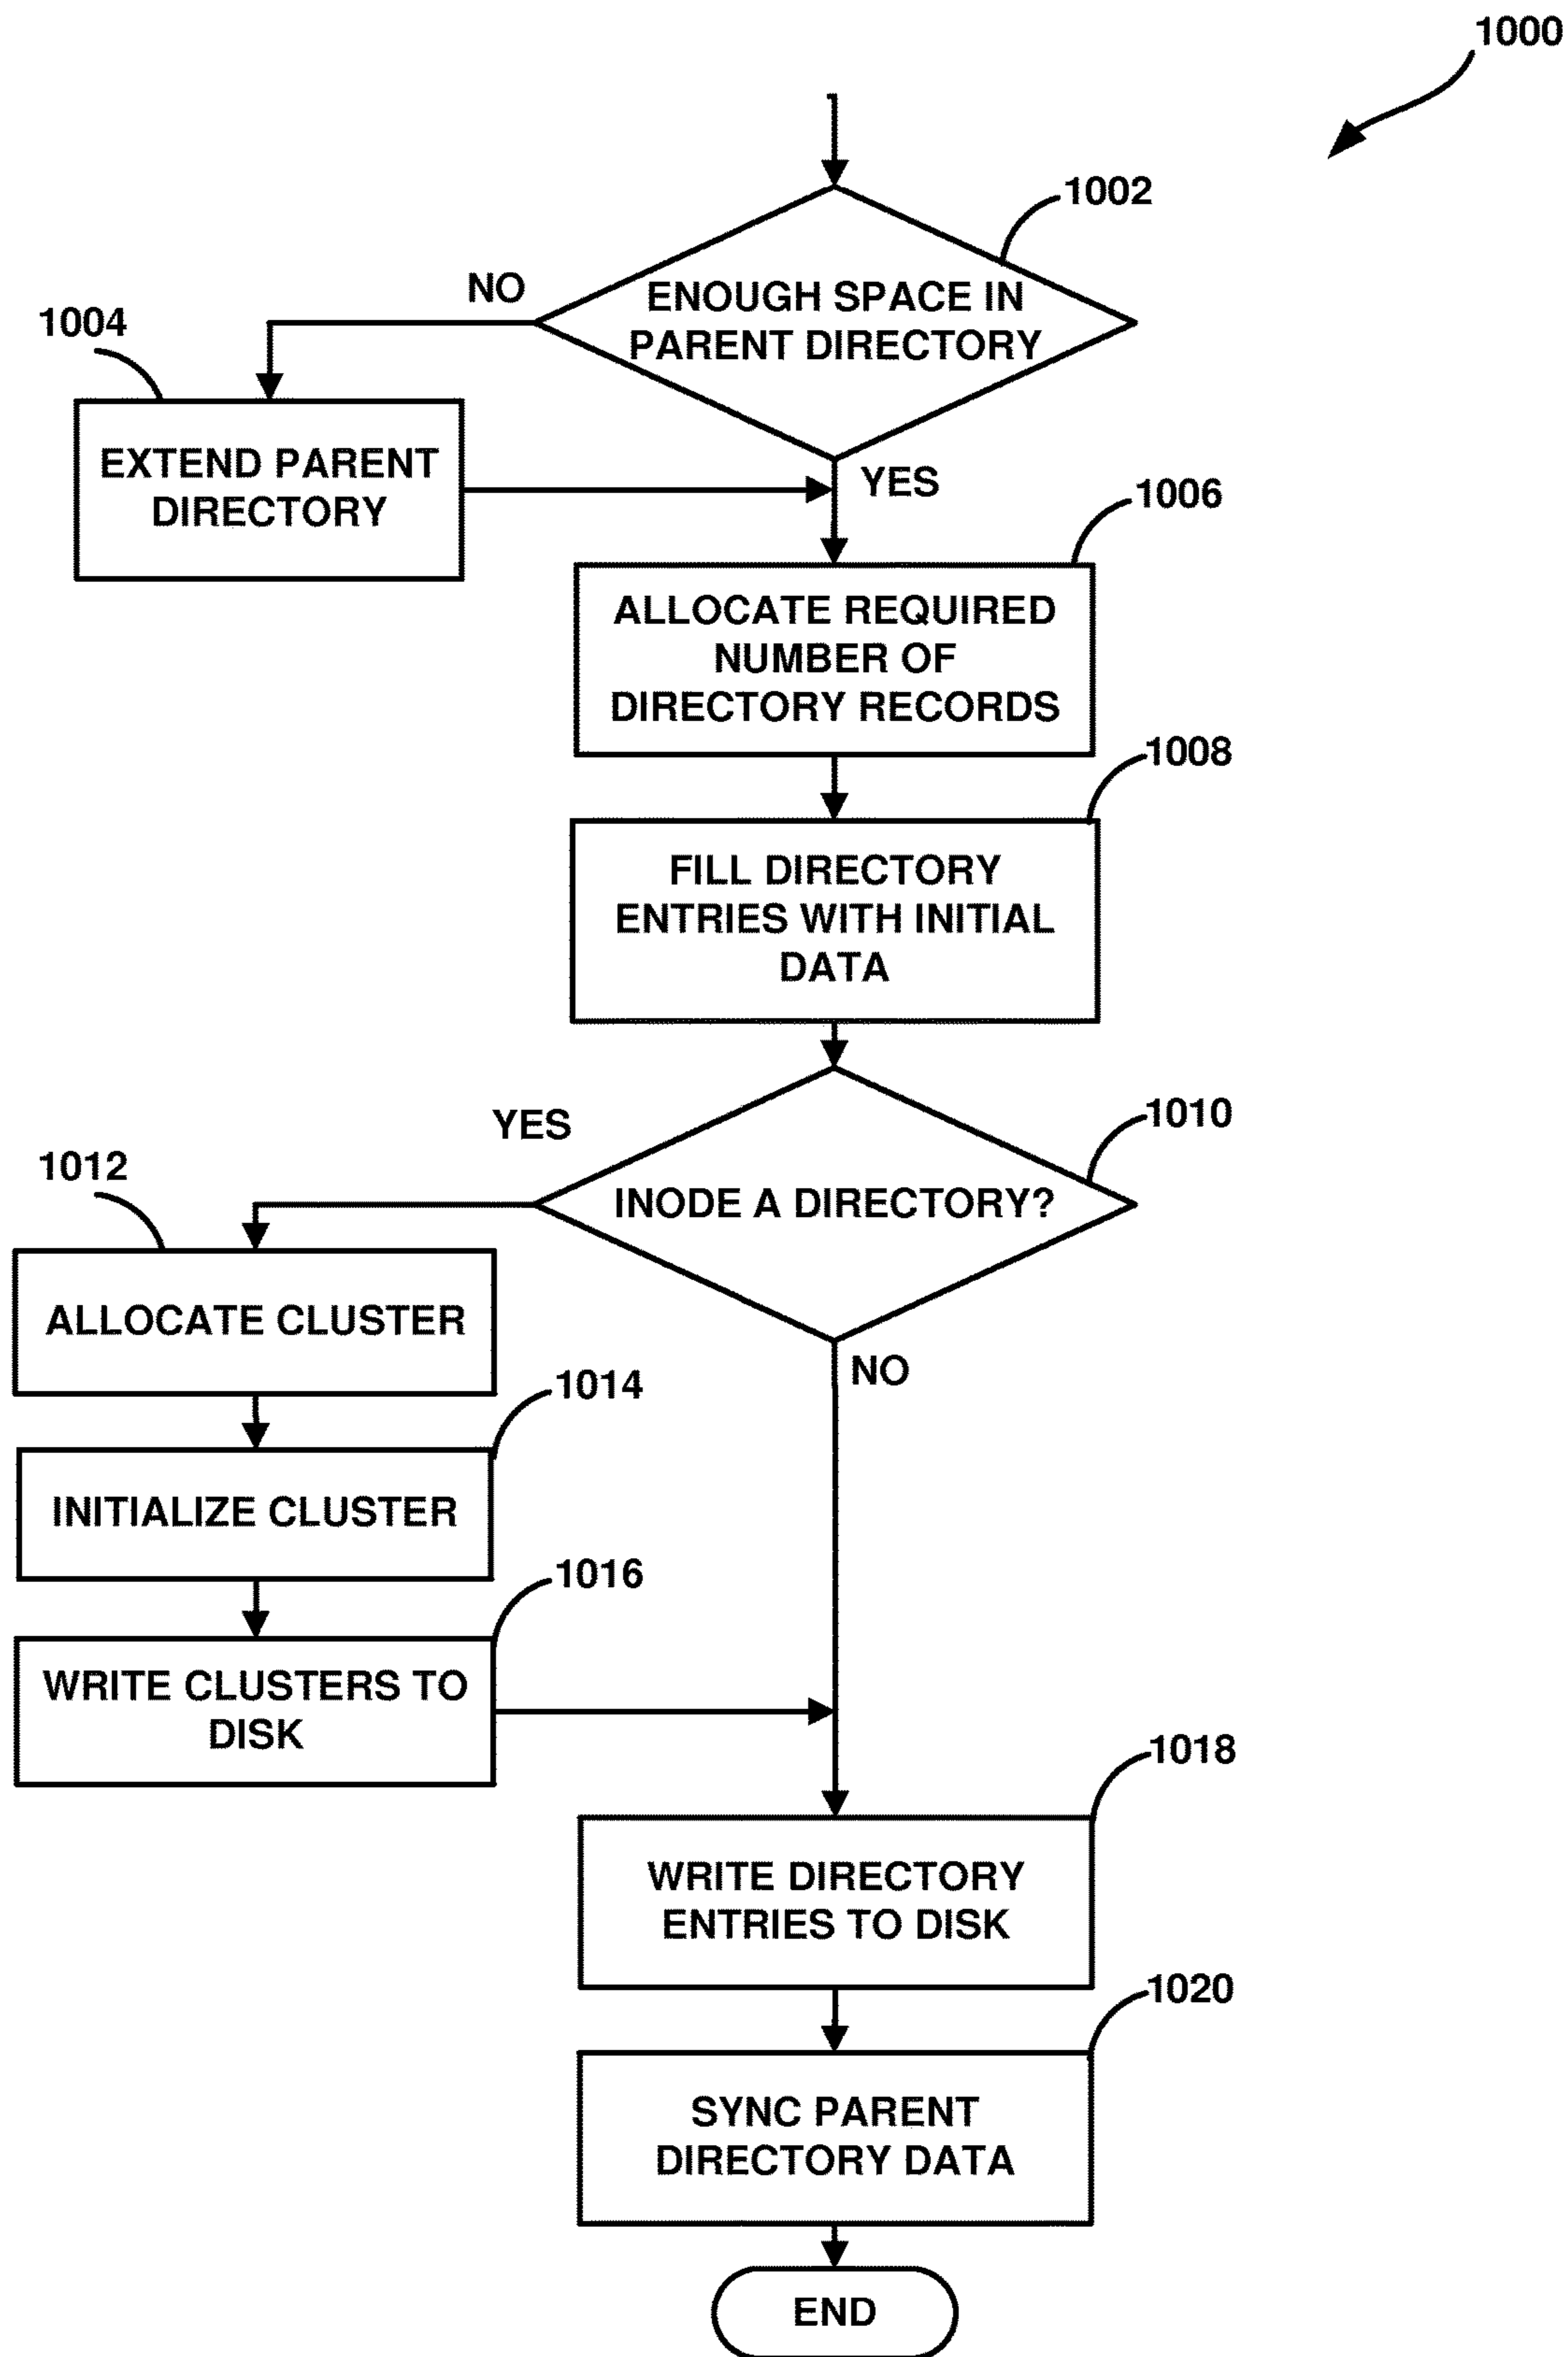 1000
1002
NO
ENOUGH SPACE IN
PARENT DIRECTORY
1004
EXTEND PARENT
DIRECTORY
YES
1006
ALLOCATE REQUIRED
NUMBER OF
DIRECTORY RECORDS
1008
FILL DIRECTORY
ENTRIES WITH INITIAL
DATA
YES
1010
INODE A DIRECTORY?
1012
ALLOCATE CLUSTER
NO
1014
INITIALIZE CLUSTER
1016
WRITE CLUSTERS TO
DISK
1018
WRITE DIRECTORY
ENTRIES TO DISK
1020
SYNC PARENT
DIRECTORY DATA
END